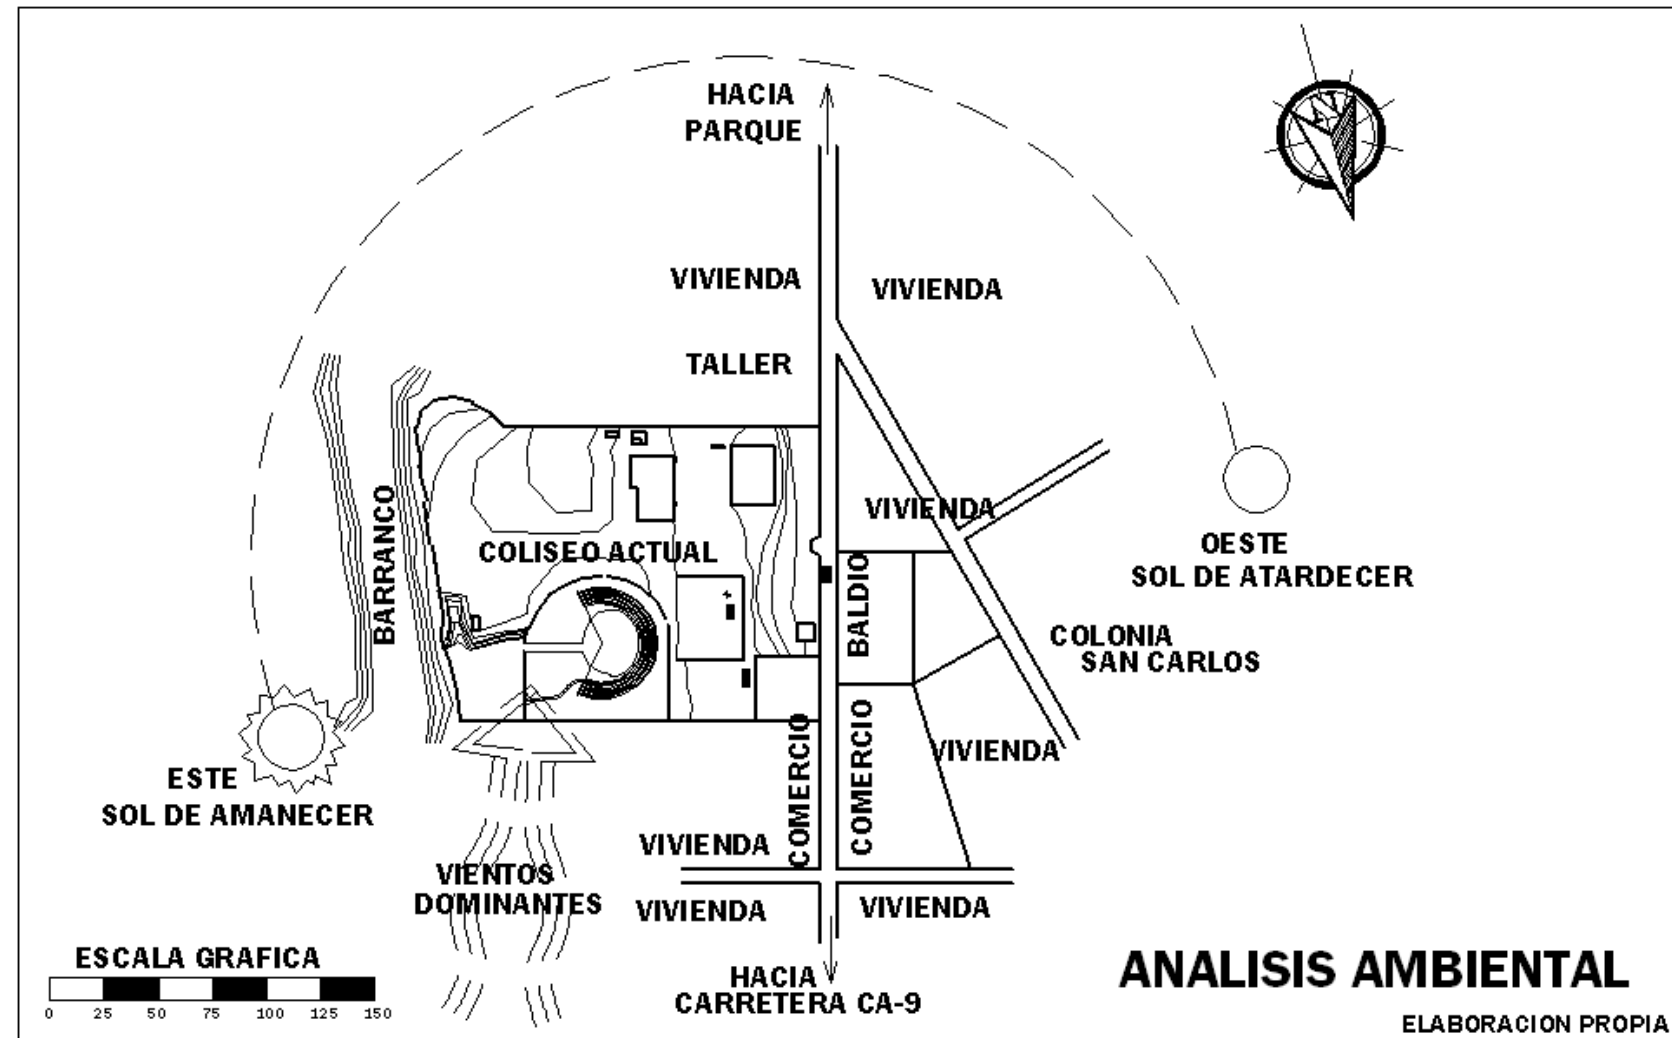 HACIA
PARQUE
VIVIENDA
VIVIENDA
TALLER
VIVIENDA
COLISEO ACTUAL
BARRANCO
BALDIO
OESTE
SOL DE ATARDECER
COLONIA
SAN CARLOS
COMERCIO
COMERCIO
VIVIENDA
ESTE
SOL DE AMANECER
VIVIENDA
VIENTOS
DOMINANTES
VIVIENDA
VIVIENDA
ESCALA GRAFICA
0 25 50 75 100 125 150
HACIA
CARRETERA CA-9
ANALISIS AMBIENTAL
ELABORACION PROPIA